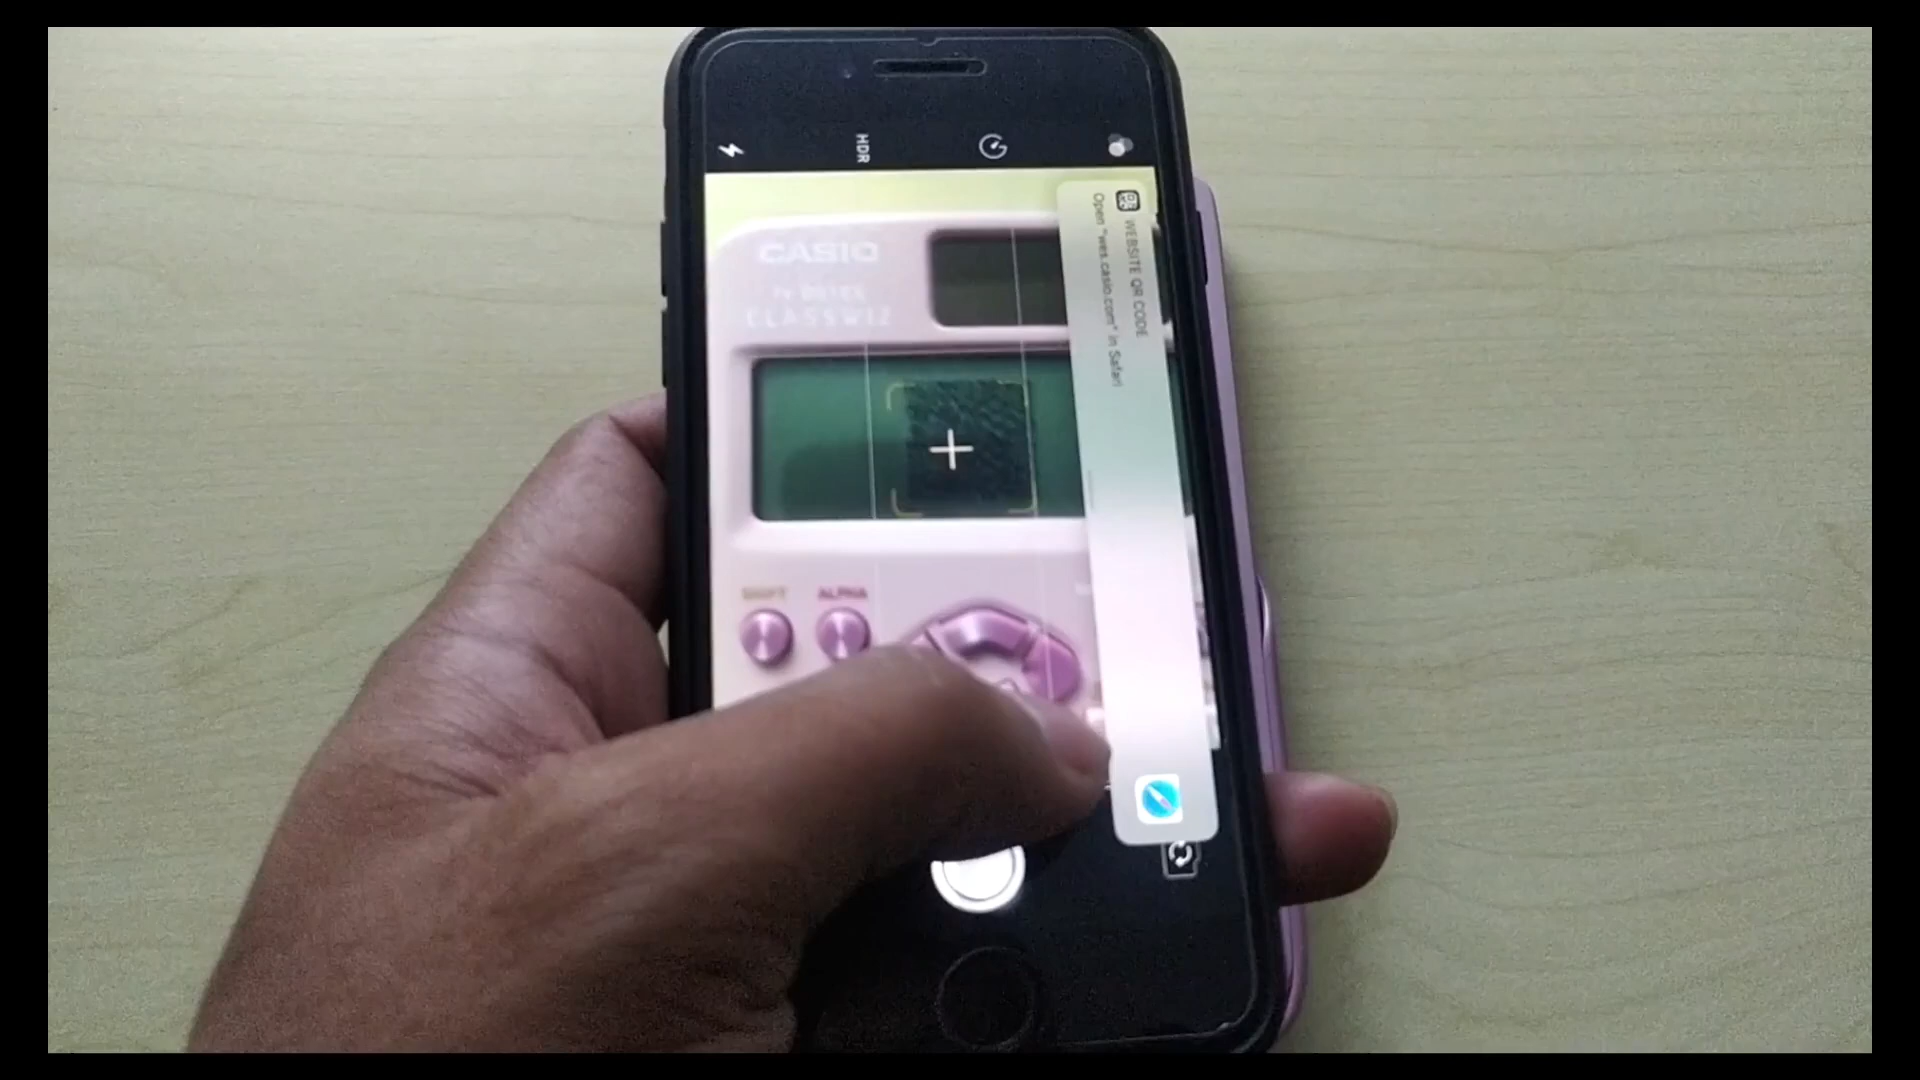 HDR
WEBSITE QR CODE
Open "wes.casio.com" in Safari
CASIO
CLASSWIZ
SHIFT
ALPHA